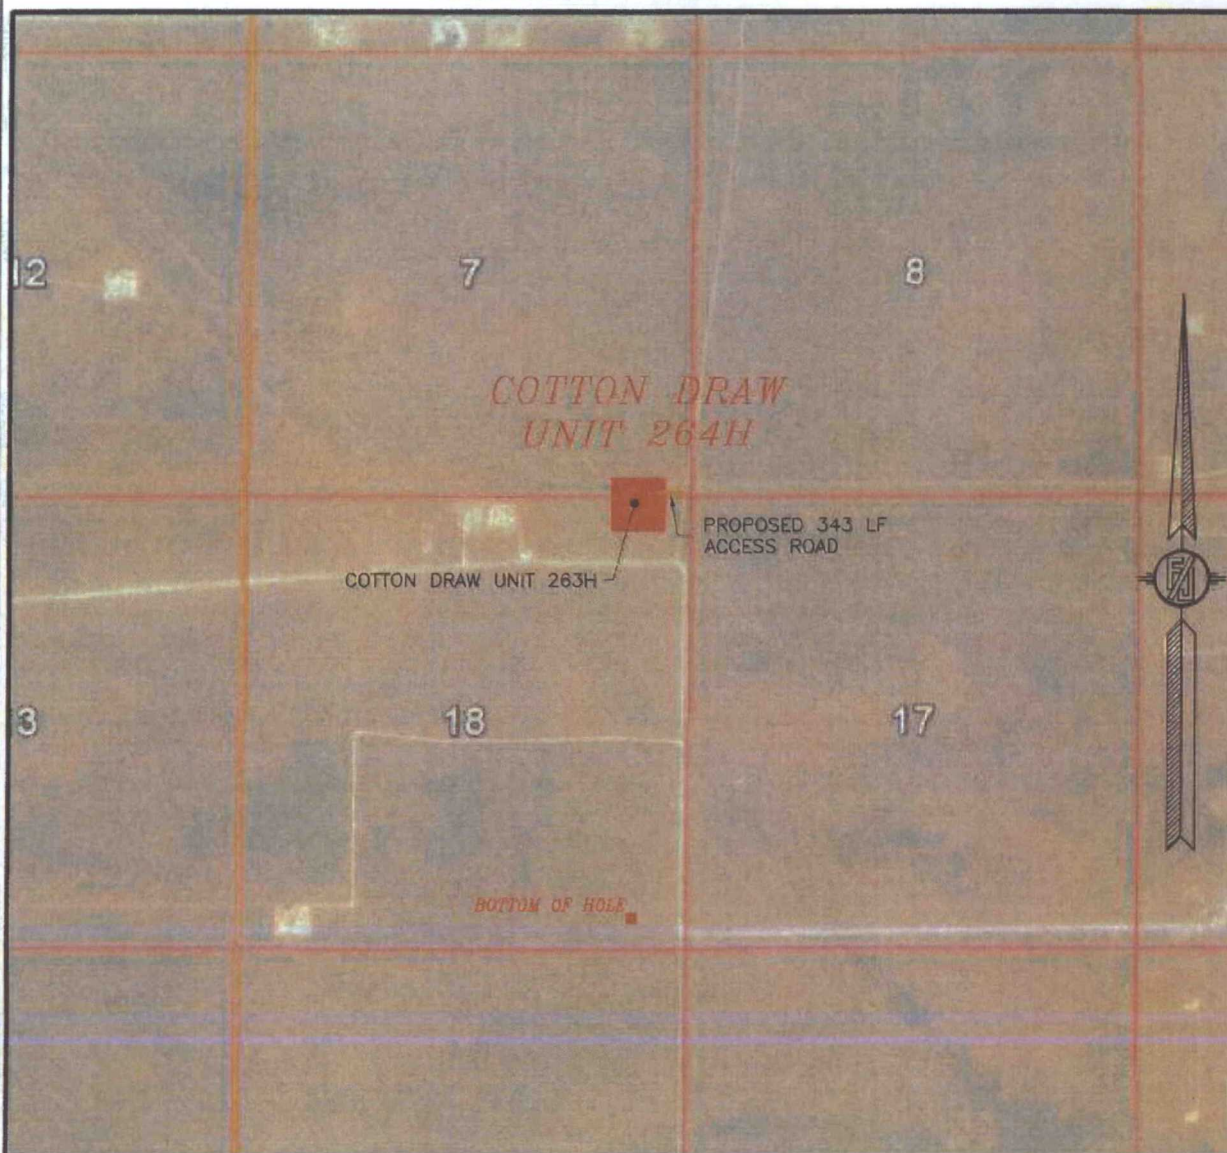 12
7
8
COTTON DRAW
UNIT 264H
PROPOSED 343 LF
ACCESS ROAD
COTTON DRAW UNIT 263H
3
18
17
BOTTOM OF HOLE